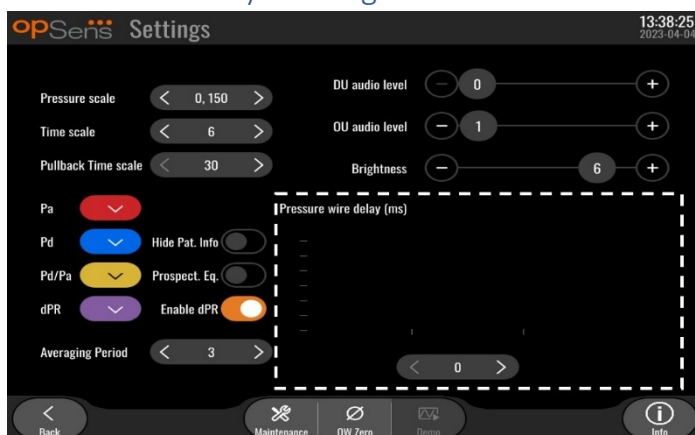 opSens Settings
13:38:25
2023-04-04
Pressure scale 0, 150
Time scale 6
Pullback Time scale 30
DU audio level 0
OU audio level 1
Brightness 6
Pa
Pd Hide Pat. Info
Pd/Pa Prospect. Eq.
dPR Enable dPR
Averaging Period 3
Pressure wire delay (ms)
0
Back
Maintenance
OW Zero
Demo
Info